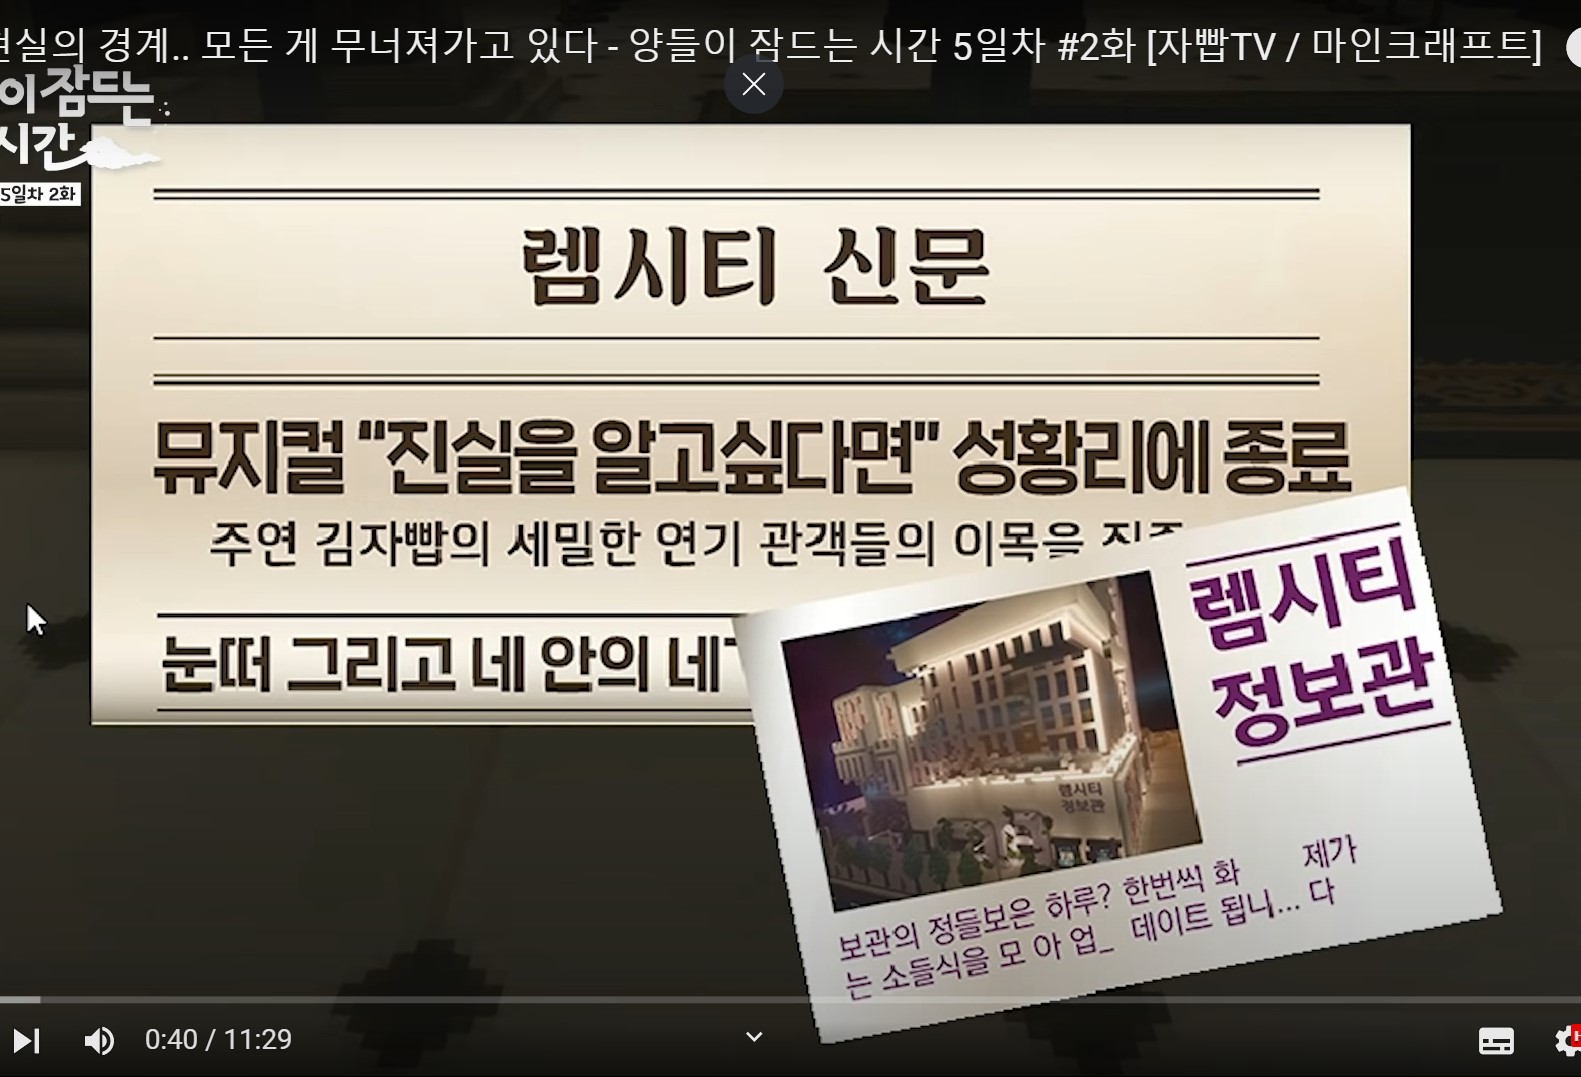 현실의 경계.. 모든 게 무너져가고 있다 - 양들이 잠드는 시간 5일차 #2화 [자빱TV / 마인크래프트]
이 잠드는
시간
5일차 2화
렘시티 신문
뮤지컬 "진실을 알고싶다면" 성황리에 종료
주연 김자빱의 세밀한 연기 관객들의 이목을 집중
눈떠 그리고 네 안의 네
렘시티
정보관
렘시티
정보관
보관의 정들보은 하루? 한번씩 화 제가
는 소들식을 모 아 업_ 데이트 됩니... 다
0:40 / 11:29